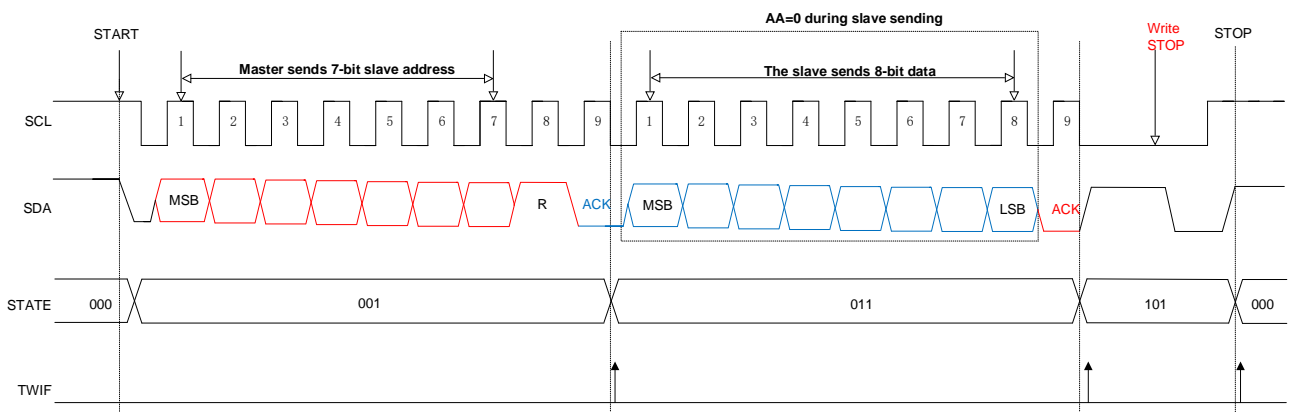 AA=0 during slave sending
START
Write
STOP
STOP
Master sends 7-bit slave address
The slave sends 8-bit data
SCL
1 2 3 4 5 6 7 8 9 1 2 3 4 5 6 7 8 9
SDA
MSB R ACK MSB LSB ACK
STATE
000 001 011 101 000
TWIF